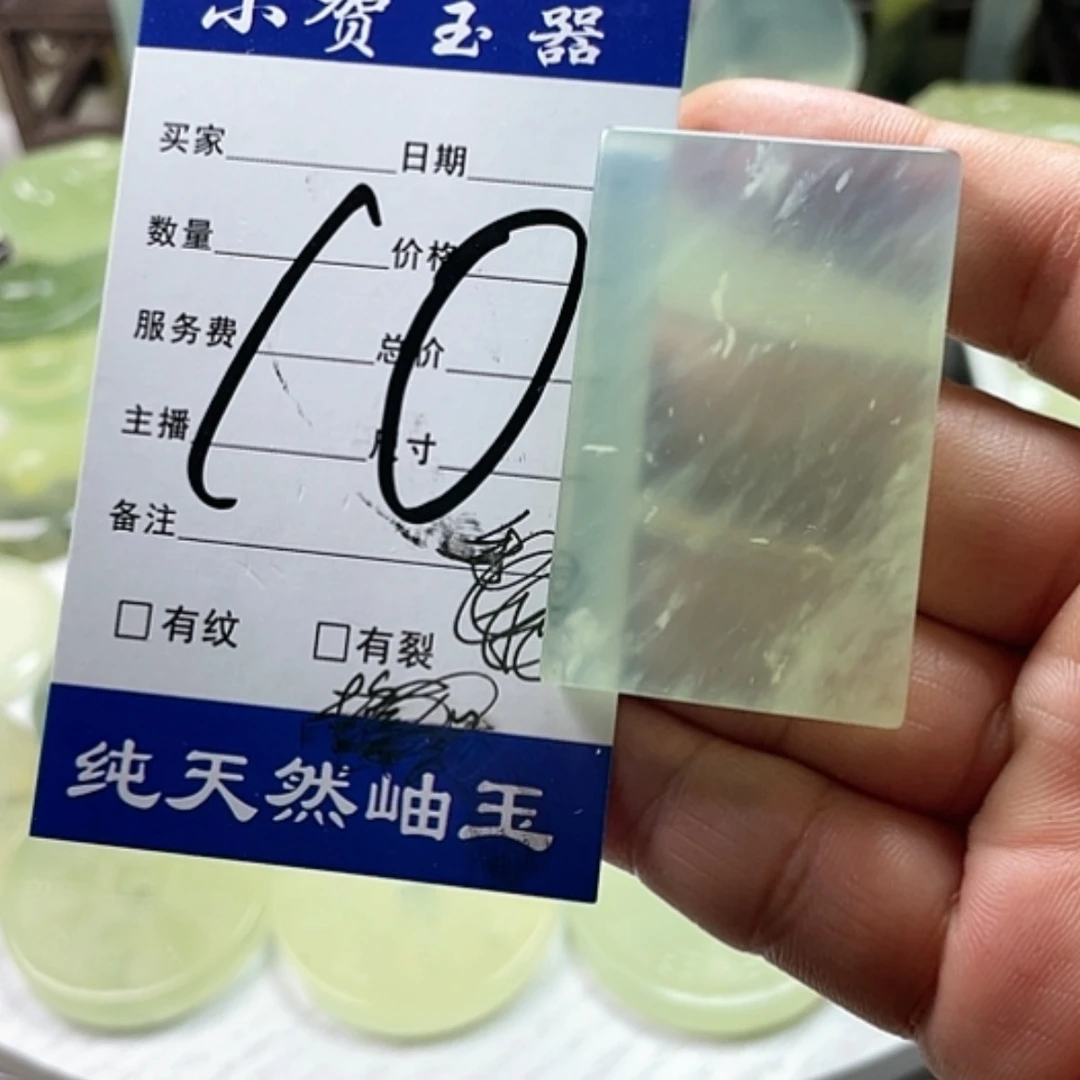 贺玉器
买家 日期
数量 价格
服务费 总价
主播 尺寸
备注
10
有纹 有裂
纯天然岫玉